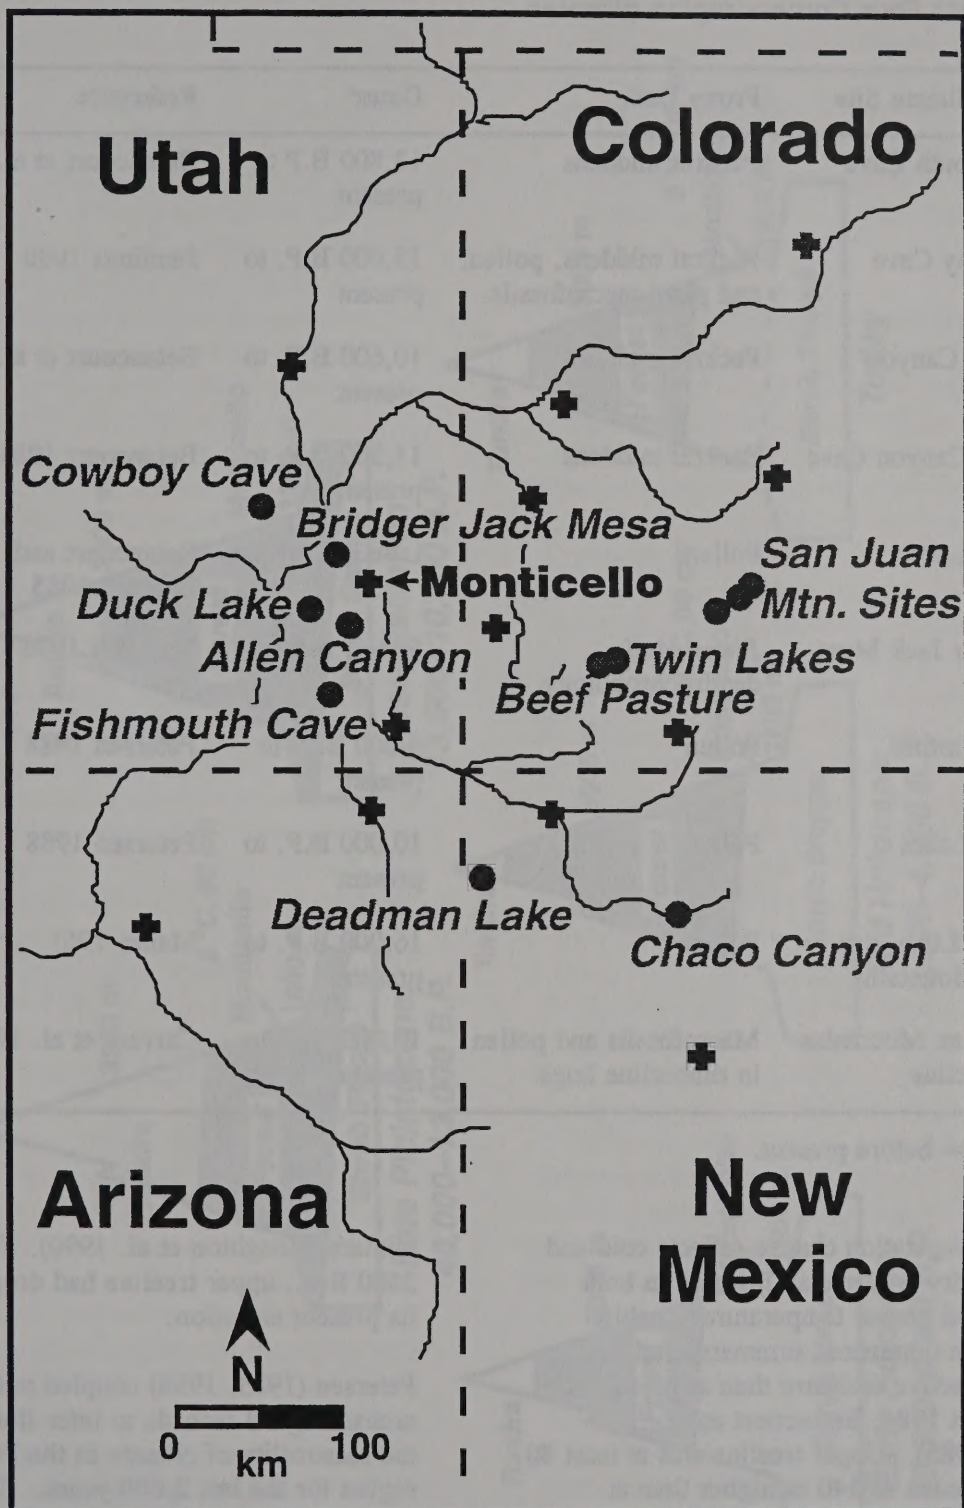 Utah
Colorado
Cowboy Cave
Bridger Jack Mesa
San Juan
Mtn. Sites
Monticello
Duck Lake
Allen Canyon
Twin Lakes
Beef Pasture
Fishmouth Cave
Deadman Lake
Chaco Canyon
Arizona
New
Mexico
N
0 100
km